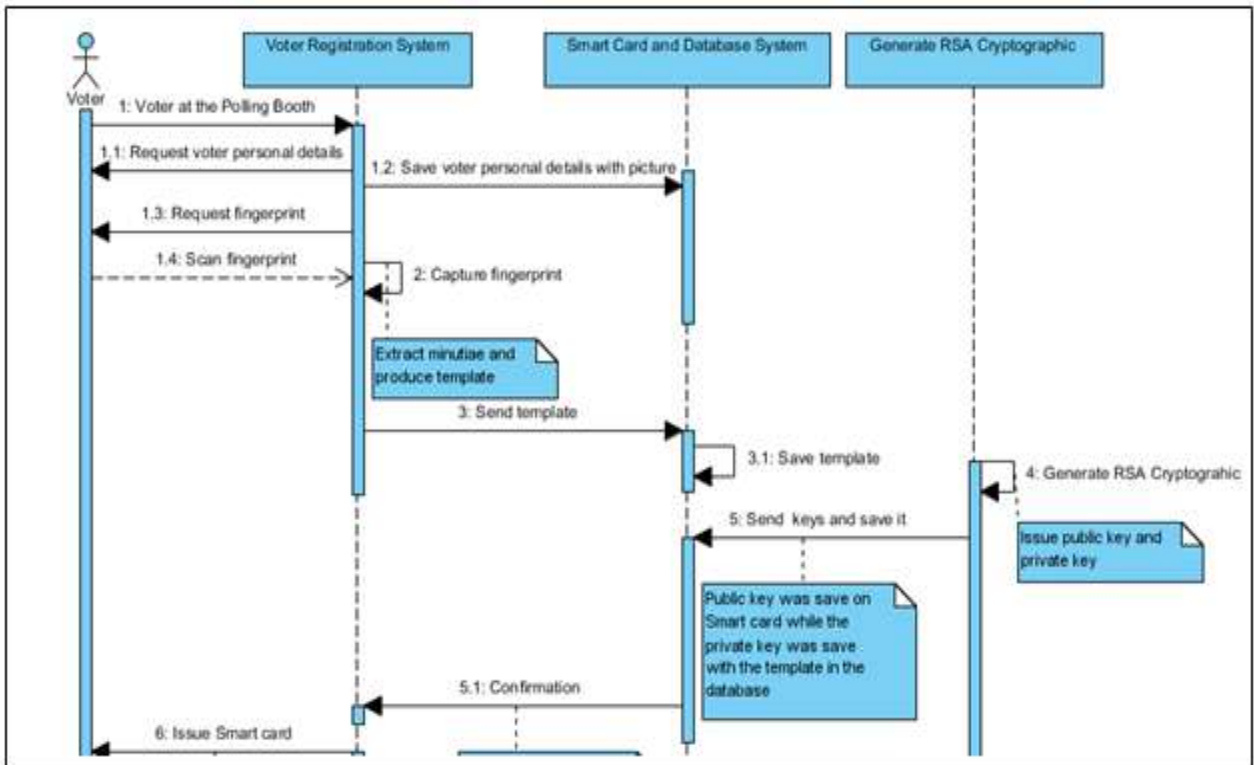 Voter Registration System
Smart Card and Database System
Generate RSA Cryptographic
Voter
1: Voter at the Polling Booth
1.1: Request voter personal details
1.2: Save voter personal details with picture
1.3: Request fingerprint
1.4: Scan fingerprint
2: Capture fingerprint
Extract minutiae and
produce template
3: Send template
3.1: Save template
4: Generate RSA Cryptograhic
5: Send keys and save it
Issue public key and
private key
Public key was save on
Smart card while the
private key was save
with the template in the
database
5.1: Confirmation
6: Issue Smart card